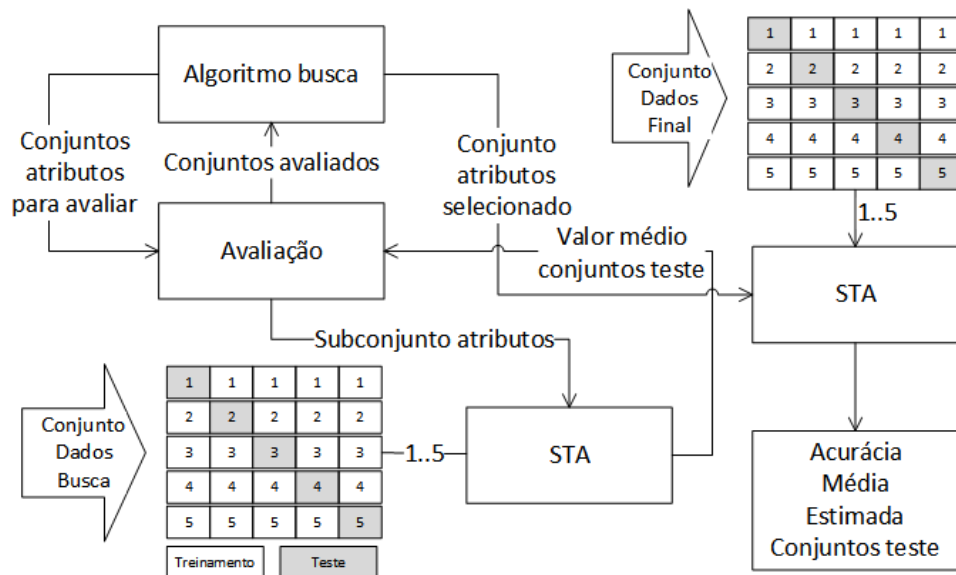 Algoritmo busca
Conjuntos
atributos
para avaliar
Conjuntos avaliados
Conjunto
atributos
selecionado
Avaliação
Valor médio
conjuntos teste
Subconjunto atributos
Conjunto
Dados
Final
1 1 1 1 1
2 2 2 2 2
3 3 3 3 3
4 4 4 4 4
5 5 5 5 5
1..5
STA
Acurácia
Média
Estimada
Conjuntos teste
Conjunto
Dados
Busca
1 1 1 1 1
2 2 2 2 2
3 3 3 3 3
4 4 4 4 4
5 5 5 5 5
Treinamento
Teste
1..5
STA